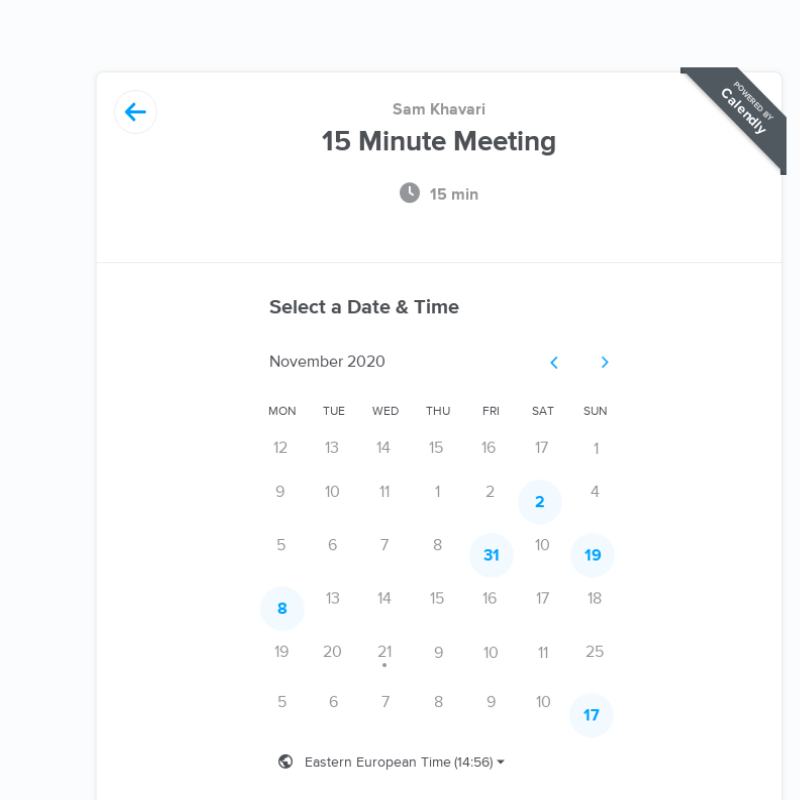 POWERED BY
Calendly
Sam Khavari
15 Minute Meeting
15 min
Select a Date & Time
November 2020
MON TUE WED THU FRI SAT SUN
12 13 14 15 16 17 1
9 10 11 1 2 2 4
5 6 7 8 31 10 19
8 13 14 15 16 17 18
19 20 21 9 10 11 25
5 6 7 8 9 10 17
Eastern European Time (14:56)